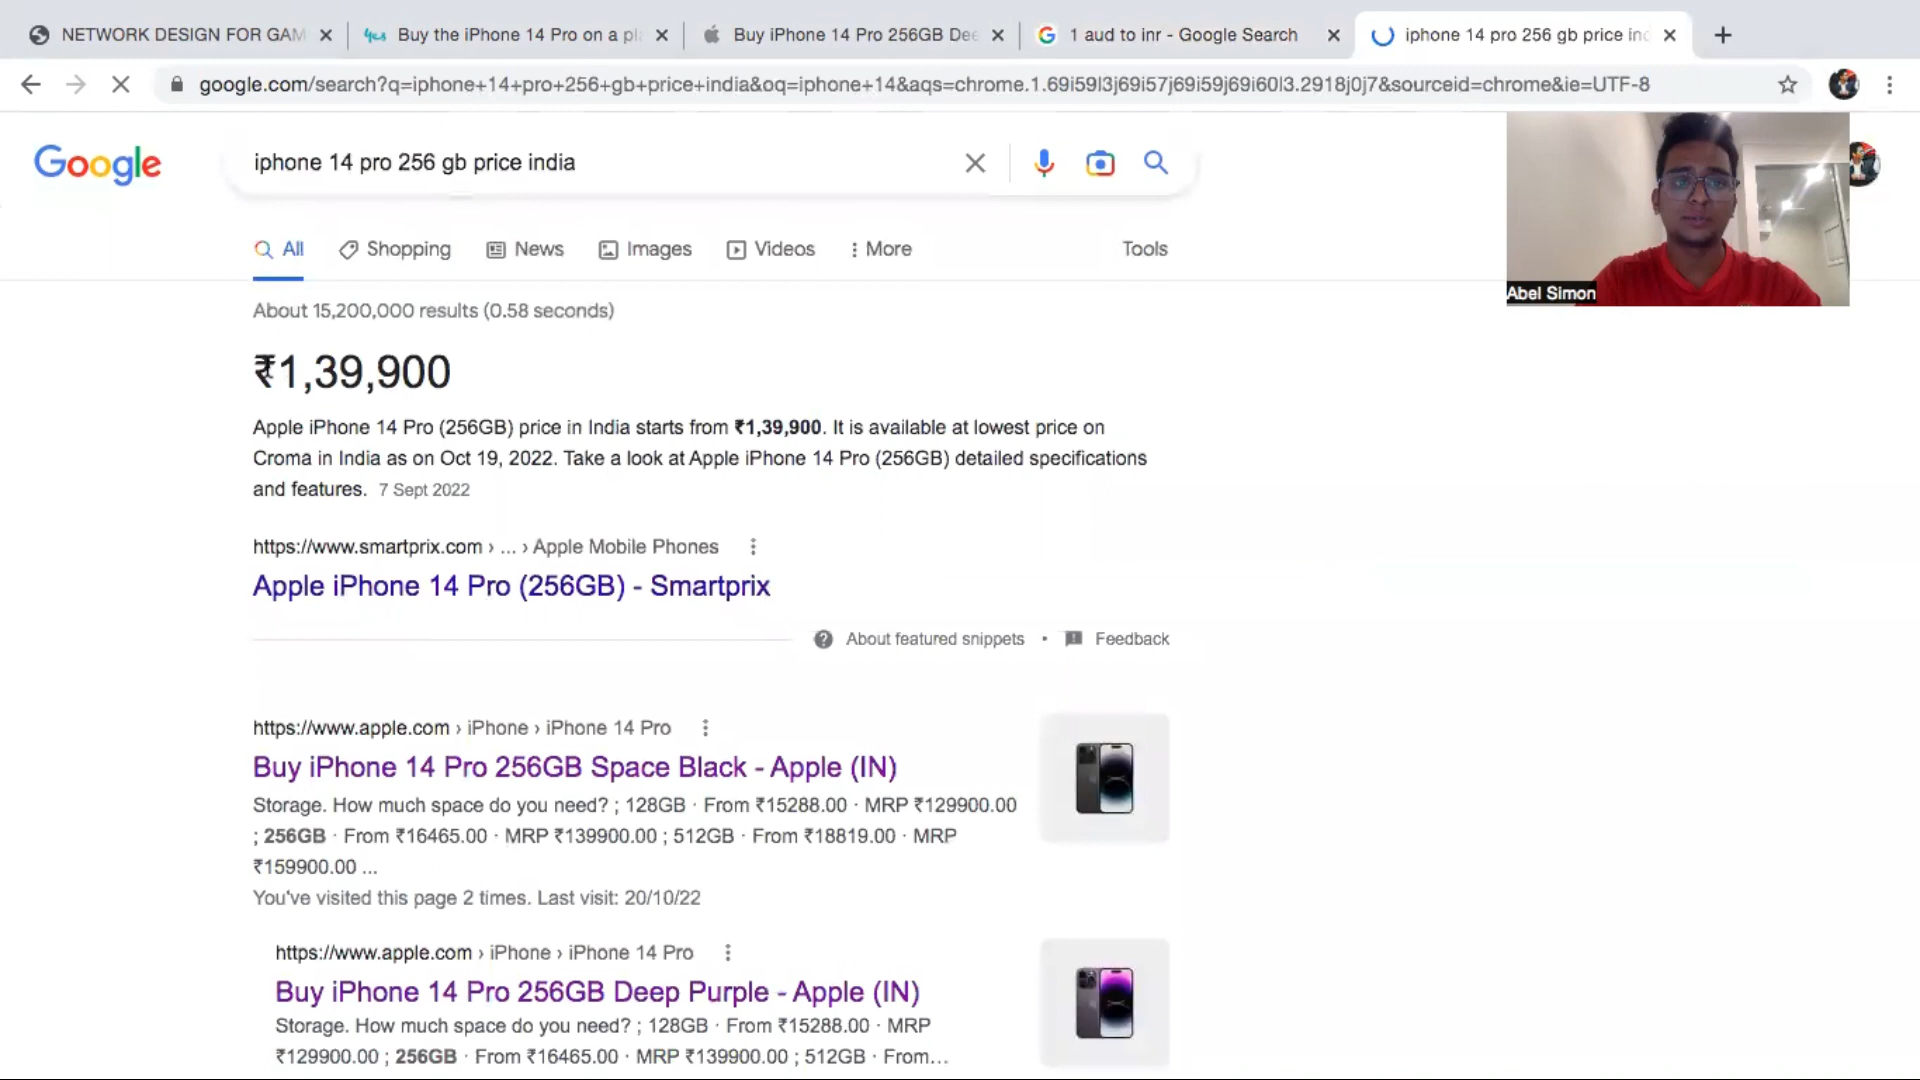 NETWORK DESIGN FOR GAM
yes Buy the iPhone 14 Pro on a pla
Buy iPhone 14 Pro 256GB Dee
1 aud to inr - Google Search
iphone 14 pro 256 gb price ind
google.com/search?q=iphone+14+pro+256+gb+price+india&oq=iphone+14&aqs=chrome.1.69i59l3j69i57j69i59j69i60l3.2918j0j7&sourceid=chrome&ie=UTF-8
Google
iphone 14 pro 256 gb price india
All
Shopping
News
Images
Videos
More
Tools
Abel Simon
About 15,200,000 results (0.58 seconds)
₹1,39,900
Apple iPhone 14 Pro (256GB) price in India starts from ₹1,39,900. It is available at lowest price on
Croma in India as on Oct 19, 2022. Take a look at Apple iPhone 14 Pro (256GB) detailed specifications
and features. 7 Sept 2022
https://www.smartprix.com › ... › Apple Mobile Phones
Apple iPhone 14 Pro (256GB) - Smartprix
About featured snippets • Feedback
https://www.apple.com › iPhone › iPhone 14 Pro
Buy iPhone 14 Pro 256GB Space Black - Apple (IN)
Storage. How much space do you need? ; 128GB · From ₹15288.00 · MRP ₹129900.00
; 256GB · From ₹16465.00 · MRP ₹139900.00 ; 512GB · From ₹18819.00 · MRP
₹159900.00 ...
You've visited this page 2 times. Last visit: 20/10/22
https://www.apple.com › iPhone › iPhone 14 Pro
Buy iPhone 14 Pro 256GB Deep Purple - Apple (IN)
Storage. How much space do you need? ; 128GB · From ₹15288.00 · MRP
₹129900.00 ; 256GB · From ₹16465.00 · MRP ₹139900.00 ; 512GB · From...